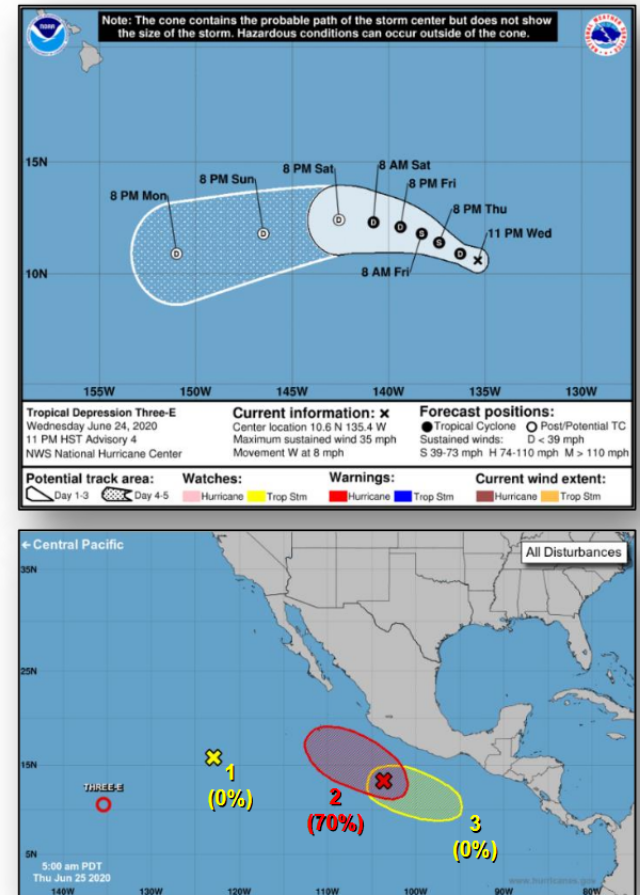 Note: The cone contains the probable path of the storm center but does not show
the size of the storm. Hazardous conditions can occur outside of the cone.
NOAA
15N
10N
8 PM Mon
8 PM Sun
8 PM Sat
8 AM Sat
8 PM Fri
8 PM Thu
11 PM Wed
8 AM Fri
D
D
D
D
D
S
S
D
155W 150W 145W 140W 135W 130W
Tropical Depression Three-E
Wednesday June 24, 2020
11 PM HST Advisory 4
NWS National Hurricane Center
Current information: ×
Center location 10.6 N 135.4 W
Maximum sustained wind 35 mph
Movement W at 8 mph
Forecast positions:
Tropical Cyclone Post/Potential TC
Sustained winds: D < 39 mph
S 39-73 mph H 74-110 mph M > 110 mph
Potential track area:
Day 1-3 Day 4-5
Watches:
Hurricane Trop Stm
Warnings:
Hurricane Trop Stm
Current wind extent:
Hurricane Trop Stm
← Central Pacific
All Disturbances
35N
25N
15N
5N
THREE-E
1
(0%)
2
(70%)
3
(0%)
5:00 am PDT
Thu Jun 25 2020
www.hurricanes.gov
140W 130W 120W 110W 100W 90W 80W